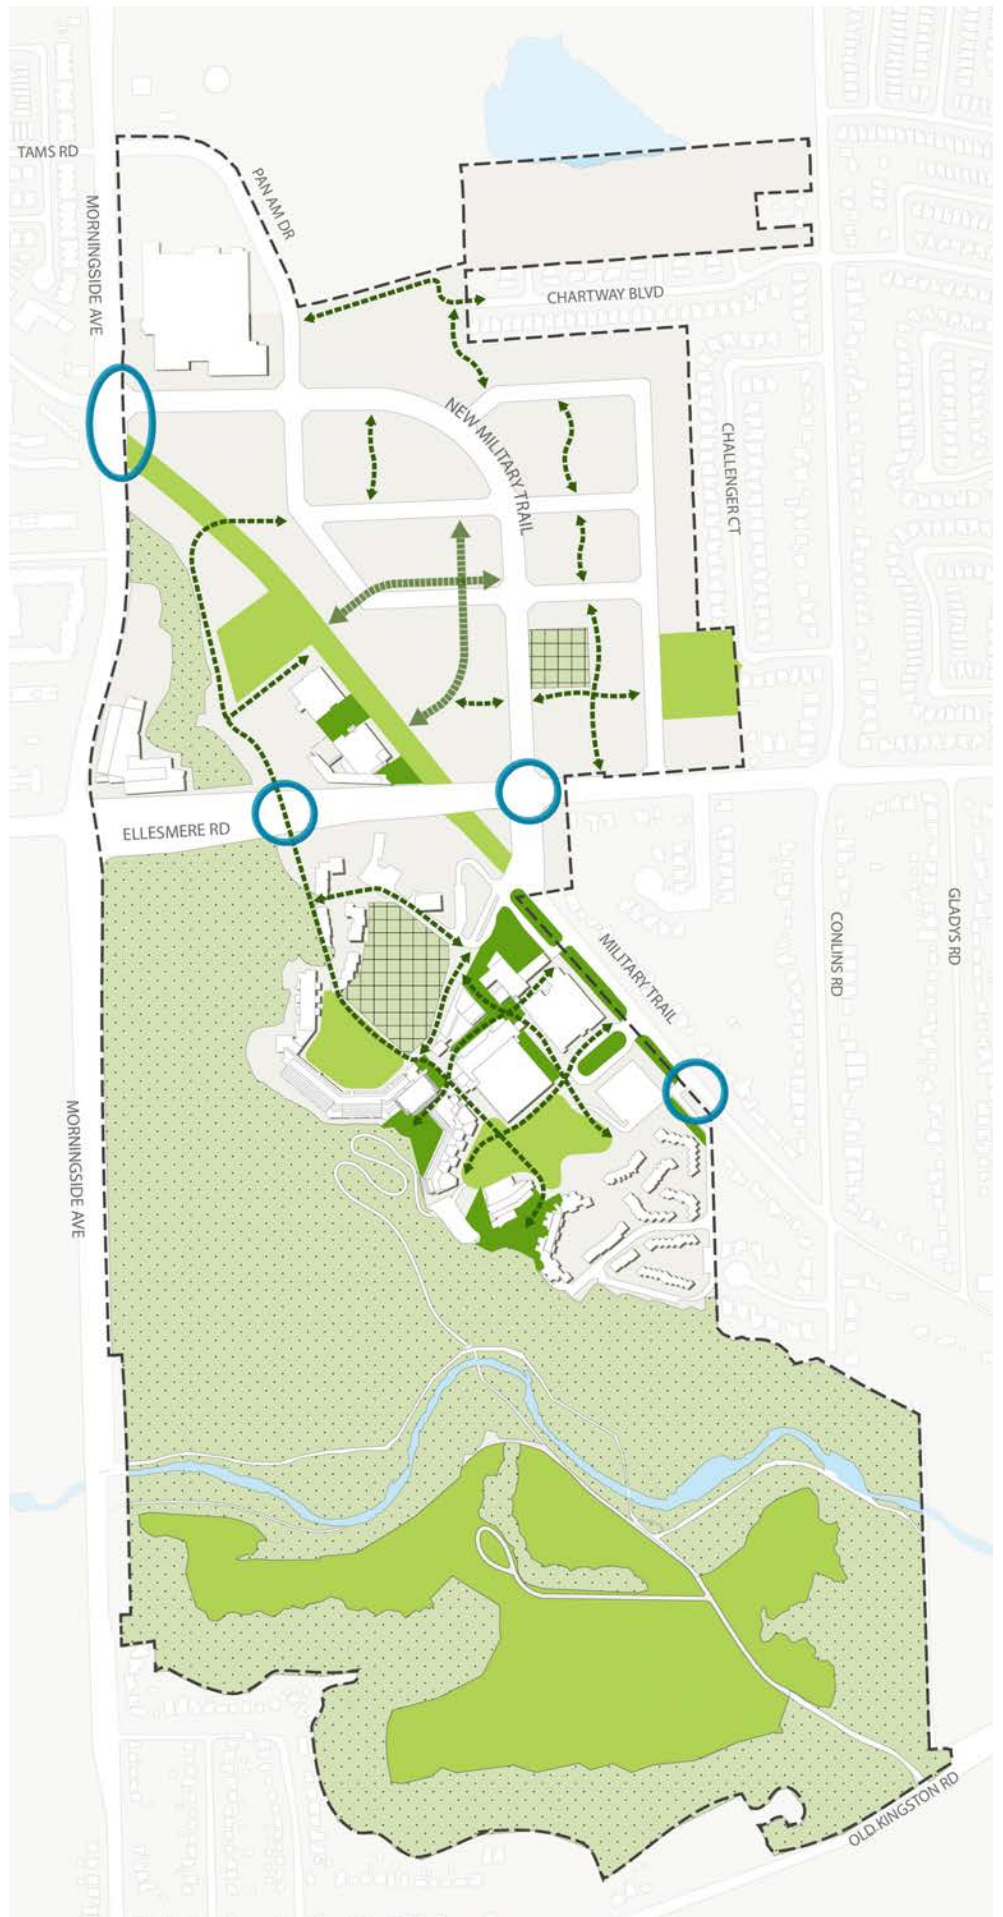 TAMS RD
PAN AM DR
MORNINGSIDE AVE
CHARTWAY BLVD
NEW MILITARY TRAIL
CHALLENGER CT
ELLESMERE RD
MILITARY TRAIL
CONLINS RD
GLADYS RD
MORNINGSIDE AVE
OLD KINGSTON RD